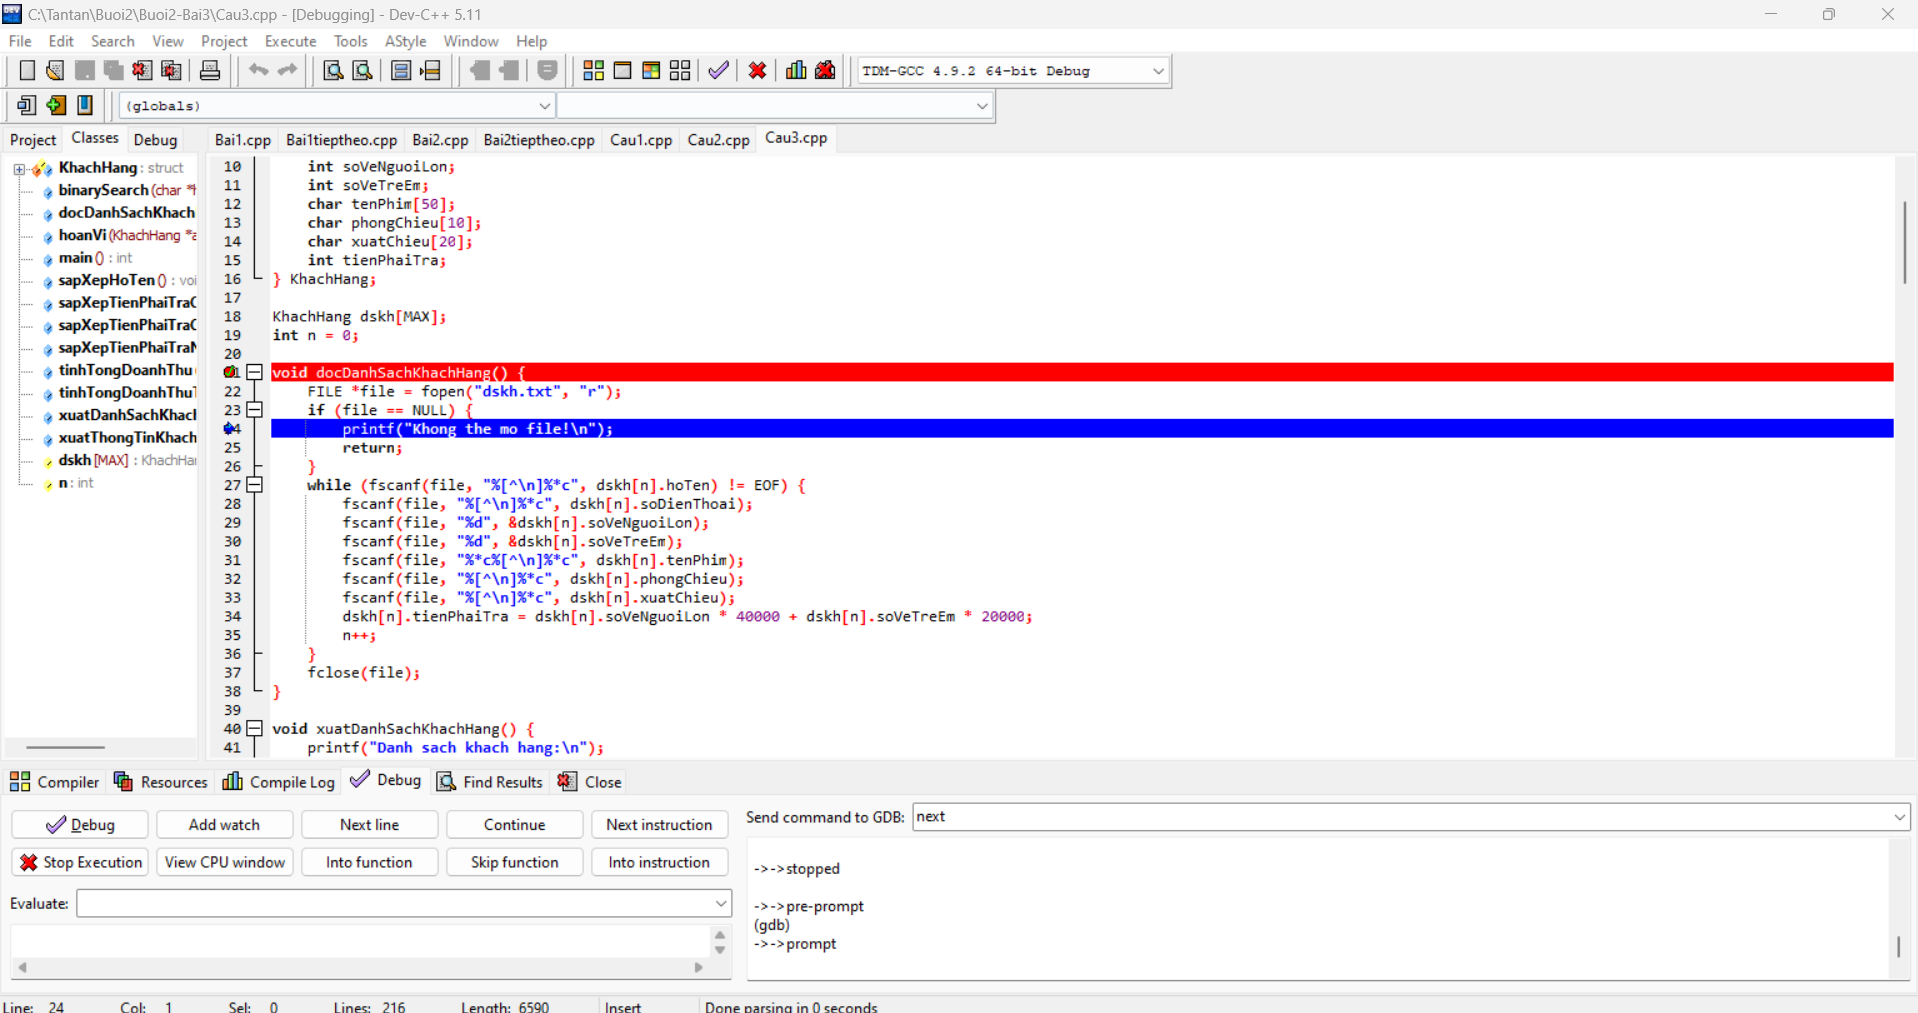 C:\Tantan\Buoi2\Buoi2-Bai3\Cau3.cpp - [Debugging] - Dev-C++ 5.11
File Edit Search View Project Execute Tools AStyle Window Help
TDM-GCC 4.9.2 64-bit Debug
(globals)
Project Classes Debug
Bai1.cpp Bai1tieptheo.cpp Bai2.cpp Bai2tieptheo.cpp Cau1.cpp Cau2.cpp Cau3.cpp
KhachHang : struct
binarySearch (char *h
docDanhSachKhach
hoanVi (KhachHang *a
main () : int
sapXepHoTen () : voi
sapXepTienPhaiTraC
sapXepTienPhaiTraC
sapXepTienPhaiTraN
tinhTongDoanhThu
tinhTongDoanhThuT
xuatDanhSachKhacl
xuatThongTinKhach
dskh [MAX] : KhachHa
n : int
10 int soVeNguoiLon;
11 int soVeTreEm;
12 char tenPhim[50];
13 char phongChieu[10];
14 char xuatChieu[20];
15 int tienPhaiTra;
16 } KhachHang;
17
18 KhachHang dskh[MAX];
19 int n = 0;
20
void docDanhSachKhachHang() {
22 FILE *file = fopen("dskh.txt", "r");
23 if (file == NULL) {
printf("Khong the mo file!\n");
25 return;
26 }
27 while (fscanf(file, "%[^\n]%*c", dskh[n].hoTen) != EOF) {
28 fscanf(file, "%[^\n]%*c", dskh[n].soDienThoai);
29 fscanf(file, "%d", &dskh[n].soVeNguoiLon);
30 fscanf(file, "%d", &dskh[n].soVeTreEm);
31 fscanf(file, "%*c%[^\n]%*c", dskh[n].tenPhim);
32 fscanf(file, "%[^\n]%*c", dskh[n].phongChieu);
33 fscanf(file, "%[^\n]%*c", dskh[n].xuatChieu);
34 dskh[n].tienPhaiTra = dskh[n].soVeNguoiLon * 40000 + dskh[n].soVeTreEm * 20000;
35 n++;
36 }
37 fclose(file);
38 }
39
40 void xuatDanhSachKhachHang() {
41 printf("Danh sach khach hang:\n");
Compiler Resources Compile Log Debug Find Results Close
Debug Add watch Next line Continue Next instruction
Stop Execution View CPU window Into function Skip function Into instruction
Evaluate:
Send command to GDB: next
->->stopped
->->pre-prompt
(gdb)
->->prompt
Line: 24 Col: 1 Sel: 0 Lines: 216 Length: 6590 Insert Done parsing in 0 seconds